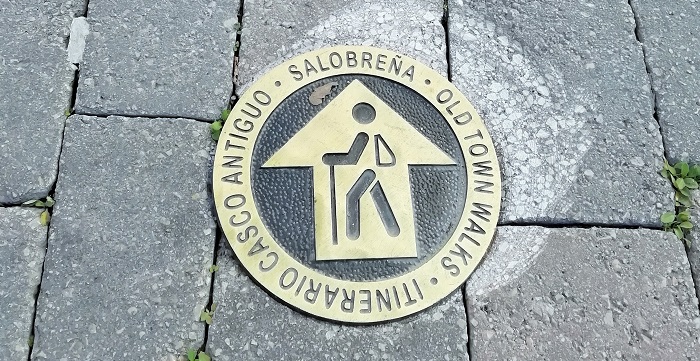 · SALOBREÑA · OLD TOWN WALKS · ITINERARIO CASCO ANTIGUO